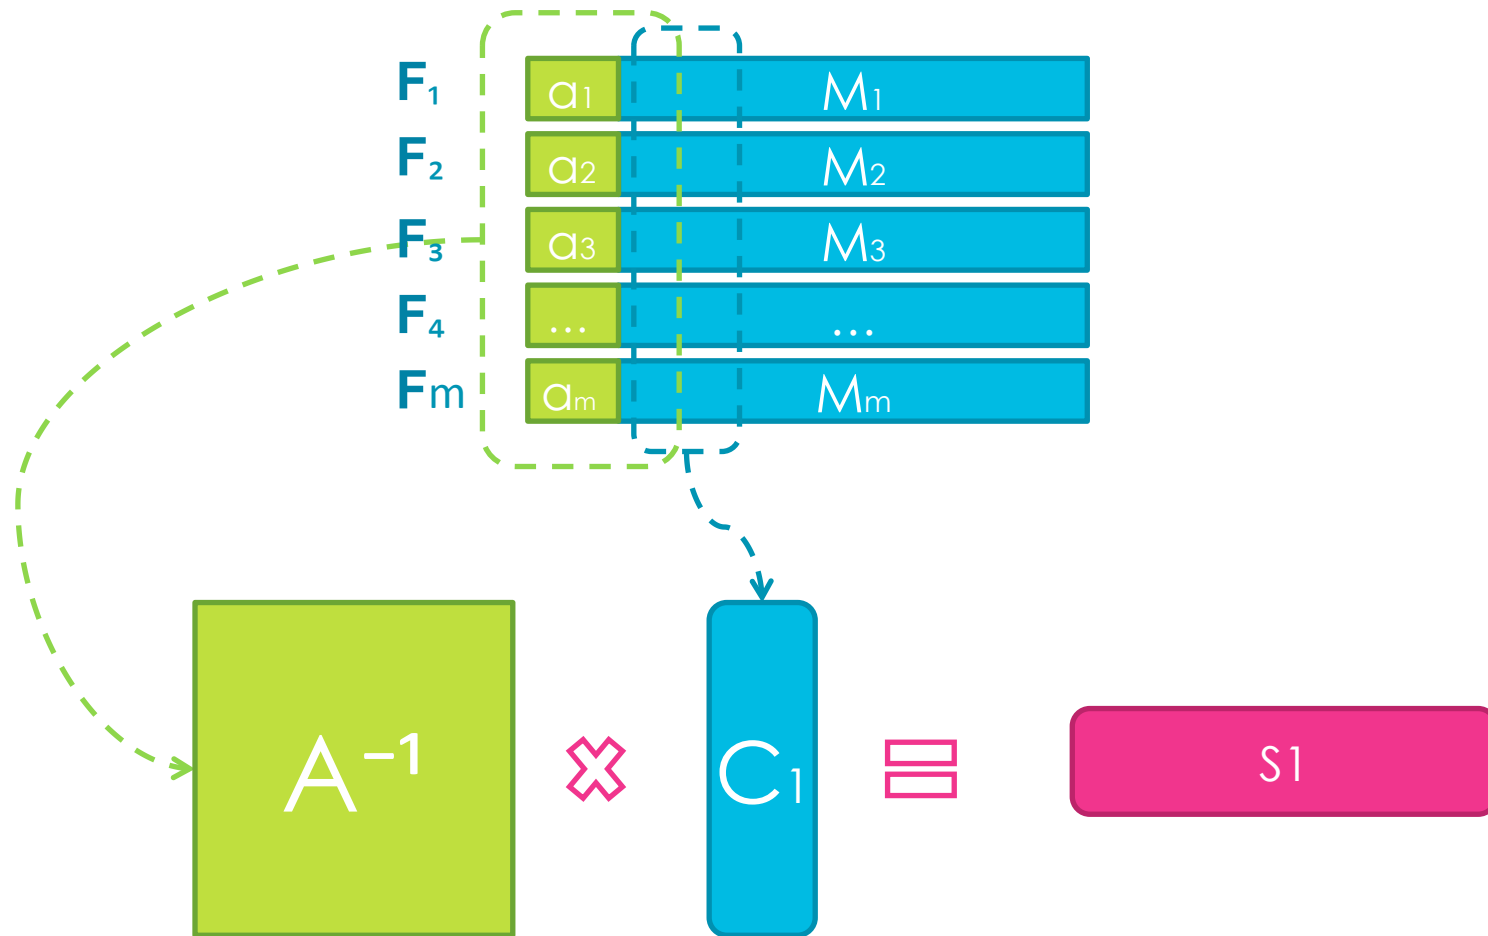 F₁ a1 M1
F₂ a2 M2
F₃ a3 M3
F₄ ... ...
Fm am Mm
A⁻¹ C1 S1